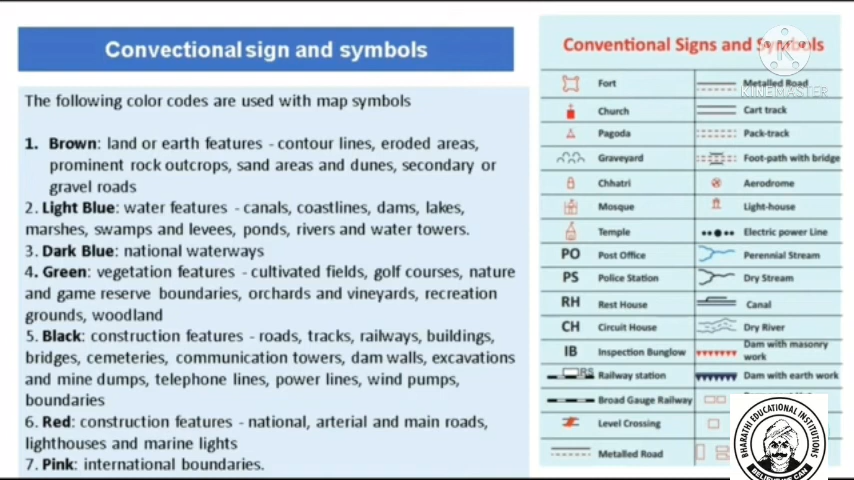 Convectional sign and symbols
The following color codes are used with map symbols
1. Brown: land or earth features - contour lines, eroded areas,
prominent rock outcrops, sand areas and dunes, secondary or
gravel roads
2. Light Blue: water features - canals, coastlines, dams, lakes,
marshes, swamps and levees, ponds, rivers and water towers.
3. Dark Blue: national waterways
4. Green: vegetation features - cultivated fields, golf courses, nature
and game reserve boundaries, orchards and vineyards, recreation
grounds, woodland
5. Black: construction features - roads, tracks, railways, buildings,
bridges, cemeteries, communication towers, dam walls, excavations
and mine dumps, telephone lines, power lines, wind pumps,
boundaries
6. Red: construction features - national, arterial and main roads,
lighthouses and marine lights
7. Pink: international boundaries.
Conventional Signs and Symbols
KINEMASTER
Fort
Metalled Road
Church
Cart track
Pagoda
Pack-track
Graveyard
Foot-path with bridge
Chhatri
Aerodrome
Mosque
Light-house
Temple
Electric power Line
PO Post Office
Perennial Stream
PS Police Station
Dry Stream
RH Rest House
Canal
CH Circuit House
Dry River
IB Inspection Bunglow
Dam with masonry
work
RS Railway station
Dam with earth work
Broad Gauge Railway
Level Crossing
Metalled Road
BHARATHI EDUCATIONAL INSTITUTIONS